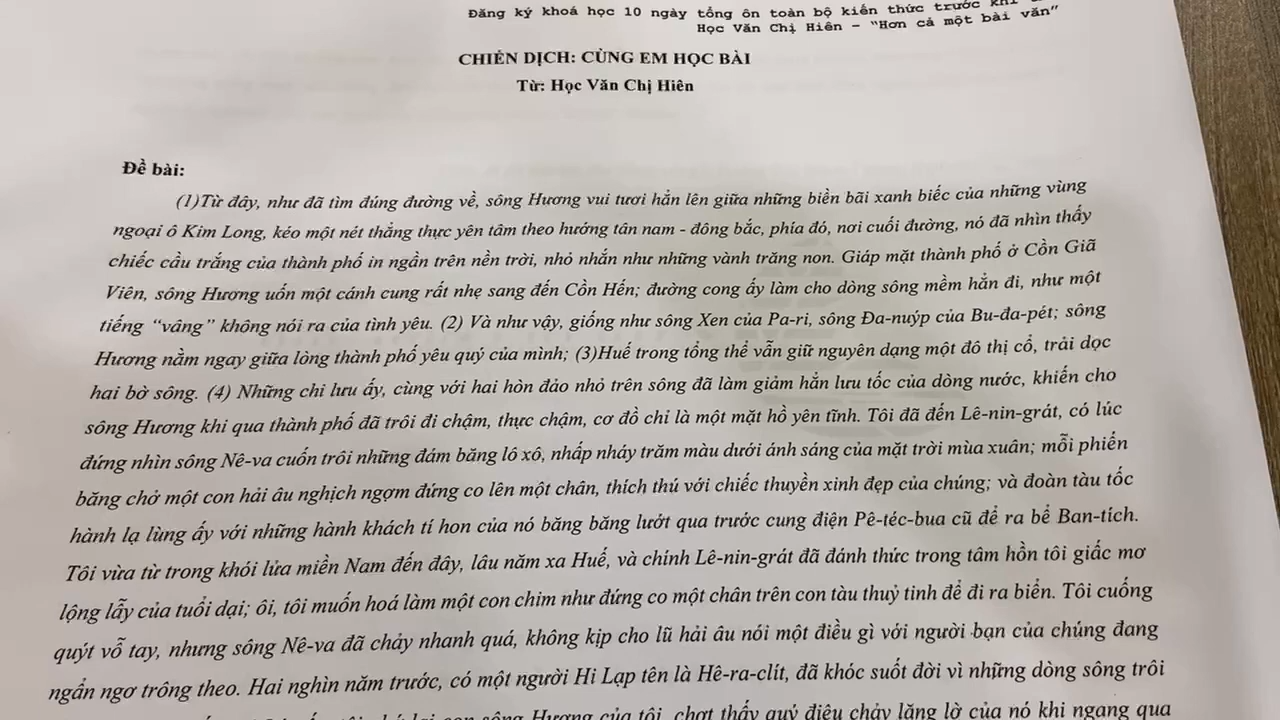 Đăng ký khoá học 10 ngày tổng ôn toàn bộ kiến thức trước khi
Học Văn Chị Hiên – “Hơn cả một bài văn”
CHIẾN DỊCH: CÙNG EM HỌC BÀI
Từ: Học Văn Chị Hiên
Đề bài:
(1)Từ đây, như đã tìm đúng đường về, sông Hương vui tươi hẳn lên giữa những biền bãi xanh biếc của những vùng
ngoại ô Kim Long, kéo một nét thẳng thực yên tâm theo hướng tân nam - đông bắc, phía đó, nơi cuối đường, nó đã nhìn thấy
chiếc cầu trắng của thành phố in ngần trên nền trời, nhỏ nhắn như những vành trăng non. Giáp mặt thành phố ở Cồn Giã
Viên, sông Hương uốn một cánh cung rất nhẹ sang đến Cồn Hến; đường cong ấy làm cho dòng sông mềm hẳn đi, như một
tiếng “vâng” không nói ra của tình yêu. (2) Và như vậy, giống như sông Xen của Pa-ri, sông Đa-nuýp của Bu-đa-pét; sông
Hương nằm ngay giữa lòng thành phố yêu quý của mình; (3)Huế trong tổng thể vẫn giữ nguyên dạng một đô thị cổ, trải dọc
hai bờ sông. (4) Những chi lưu ấy, cùng với hai hòn đảo nhỏ trên sông đã làm giảm hẳn lưu tốc của dòng nước, khiến cho
sông Hương khi qua thành phố đã trôi đi chậm, thực chậm, cơ đồ chỉ là một mặt hồ yên tĩnh. Tôi đã đến Lê-nin-grát, có lúc
đứng nhìn sông Nê-va cuốn trôi những đám băng lô xô, nhấp nháy trăm màu dưới ánh sáng của mặt trời mùa xuân; mỗi phiến
băng chở một con hải âu nghịch ngợm đứng co lên một chân, thích thú với chiếc thuyền xinh đẹp của chúng; và đoàn tàu tốc
hành lạ lùng ấy với những hành khách tí hon của nó băng băng lướt qua trước cung điện Pê-téc-bua cũ để ra bể Ban-tích.
Tôi vừa từ trong khói lửa miền Nam đến đây, lâu năm xa Huế, và chính Lê-nin-grát đã đánh thức trong tâm hồn tôi giấc mơ
lộng lẫy của tuổi dại; ôi, tôi muốn hoá làm một con chim như đứng co một chân trên con tàu thuỷ tinh để đi ra biển. Tôi cuống
quýt vỗ tay, nhưng sông Nê-va đã chảy nhanh quá, không kịp cho lũ hải âu nói một điều gì với người bạn của chúng đang
ngẩn ngơ trông theo. Hai nghìn năm trước, có một người Hi Lạp tên là Hê-ra-clít, đã khóc suốt đời vì những dòng sông trôi
sông Hương của tôi, chợt thấy quý điệu chảy lặng lờ của nó khi ngang qua